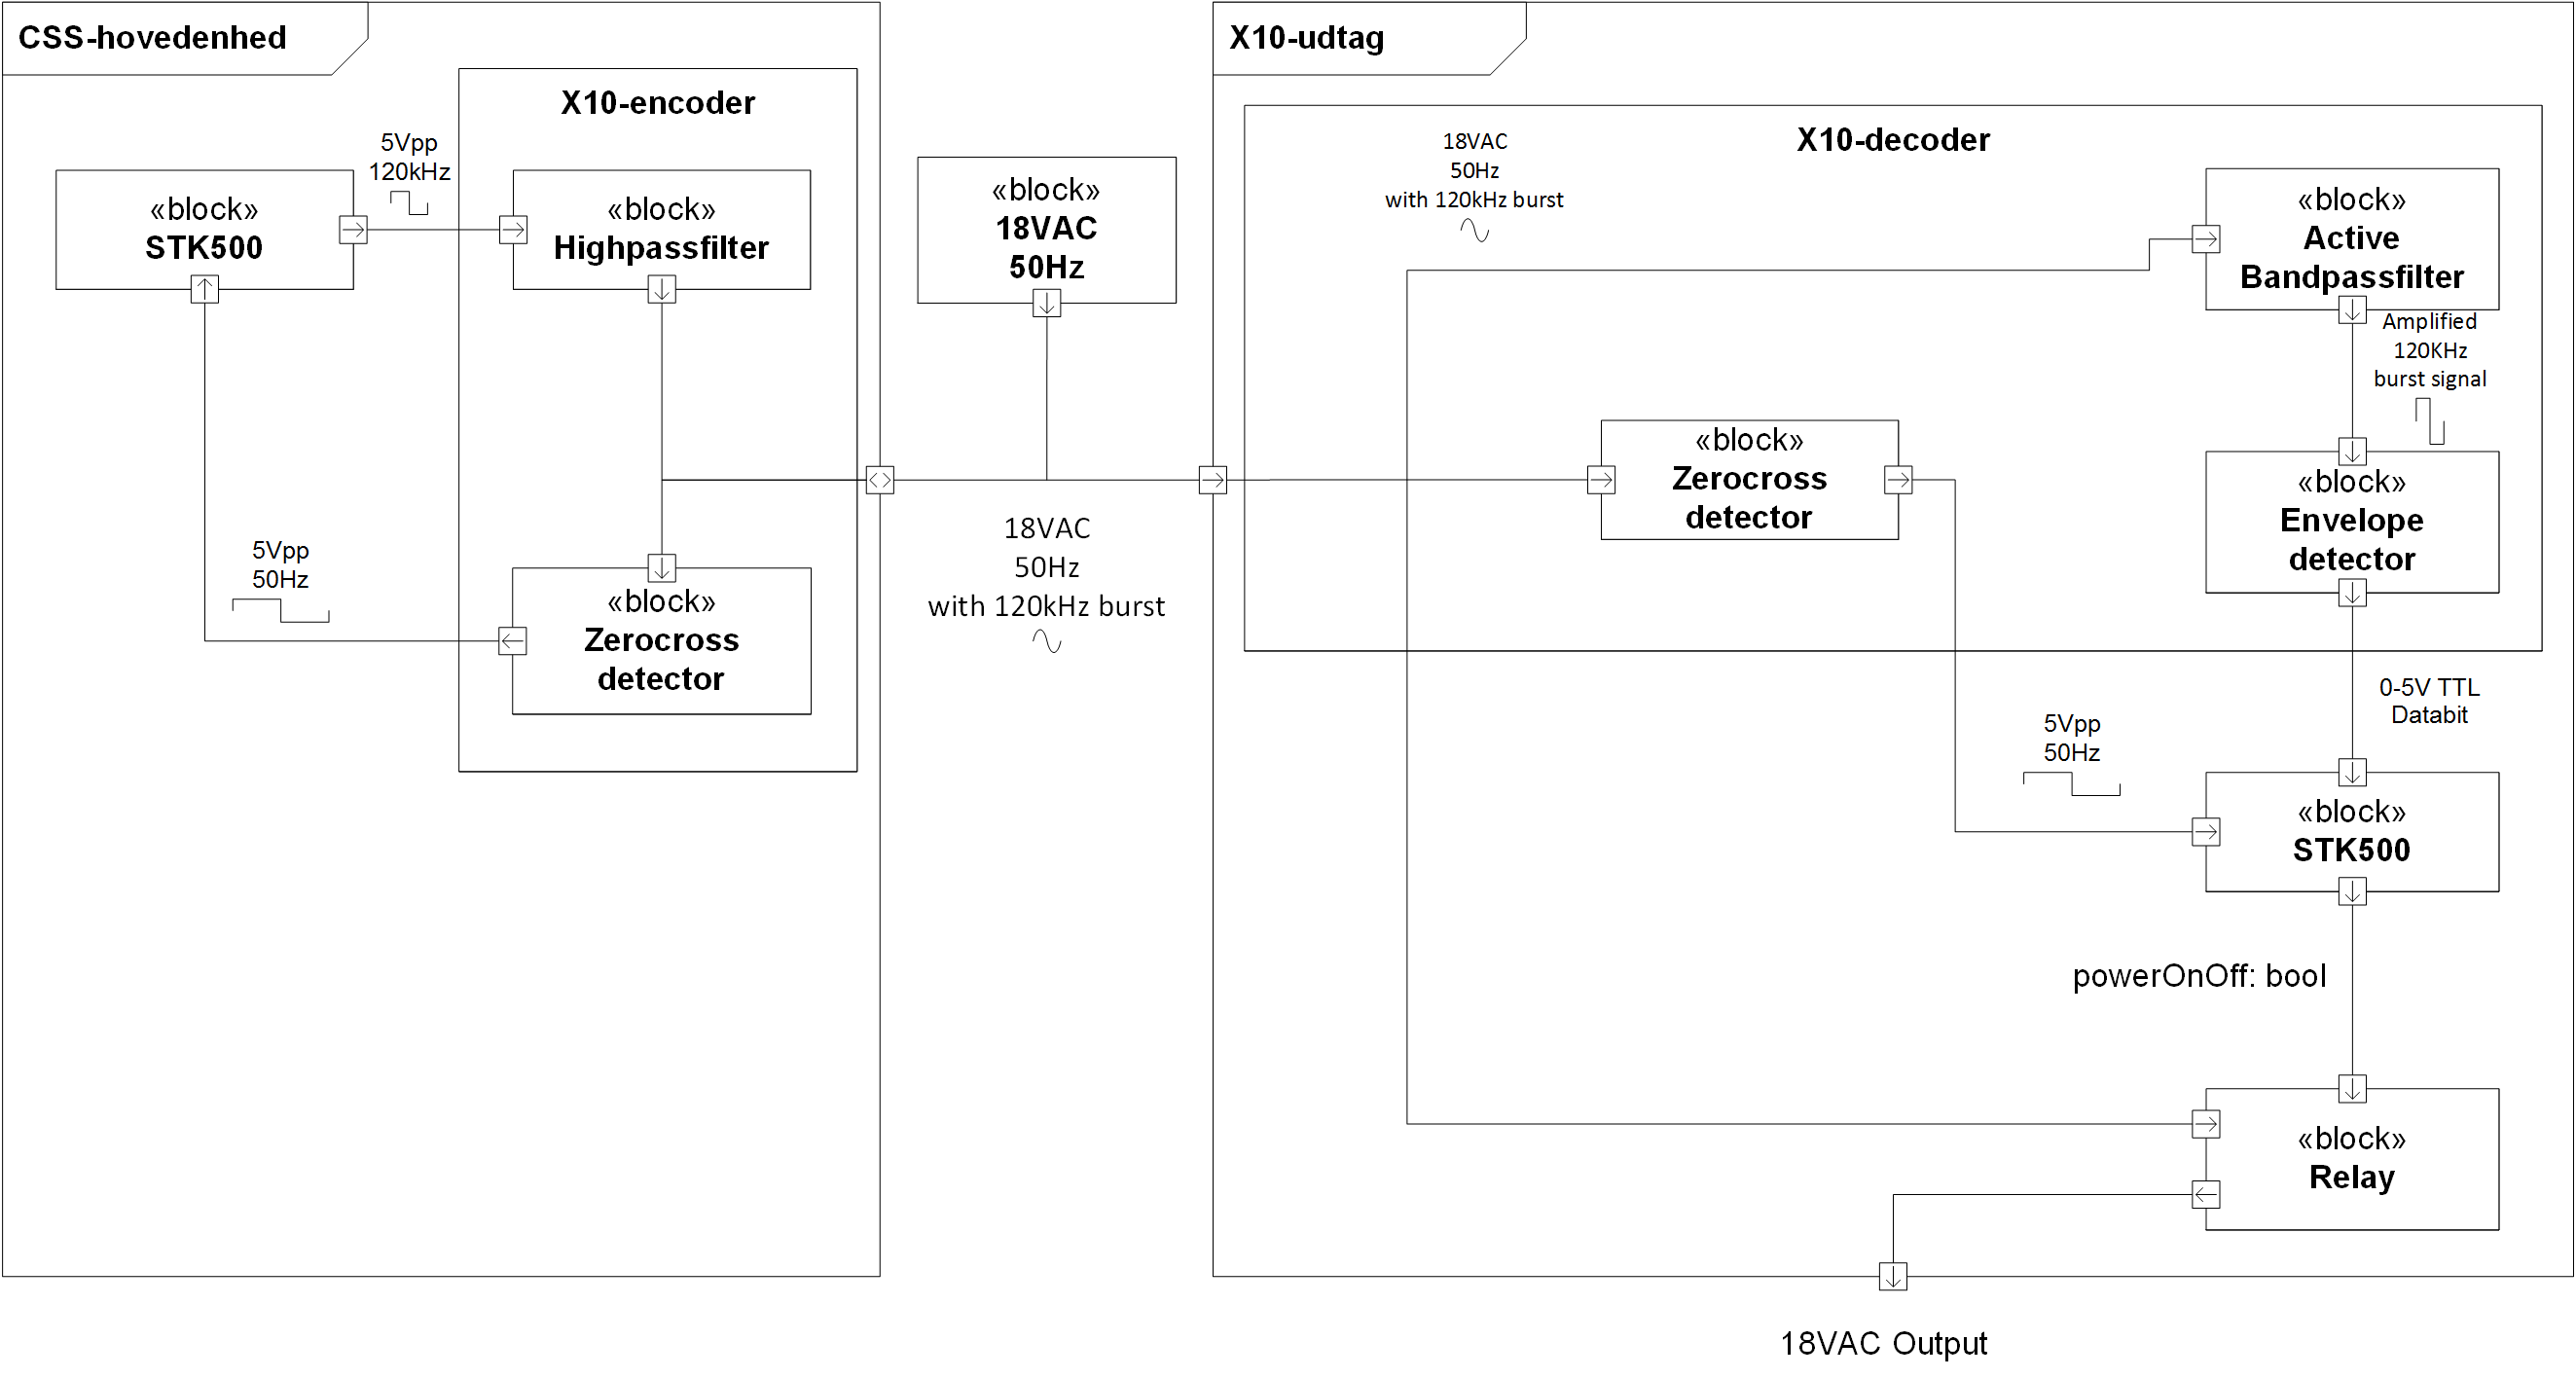 CSS-hovedenhed
X10-encoder
5Vpp
120kHz
«block»
STK500
«block»
Highpassfilter
5Vpp
50Hz
«block»
Zerocross
detector
«block»
18VAC
50Hz
18VAC
50Hz
with 120kHz burst
X10-udtag
X10-decoder
18VAC
50Hz
with 120kHz burst
«block»
Active
Bandpassfilter
Amplified
120KHz
burst signal
«block»
Zerocross
detector
«block»
Envelope
detector
0-5V TTL
Databit
5Vpp
50Hz
«block»
STK500
powerOnOff: bool
«block»
Relay
18VAC Output